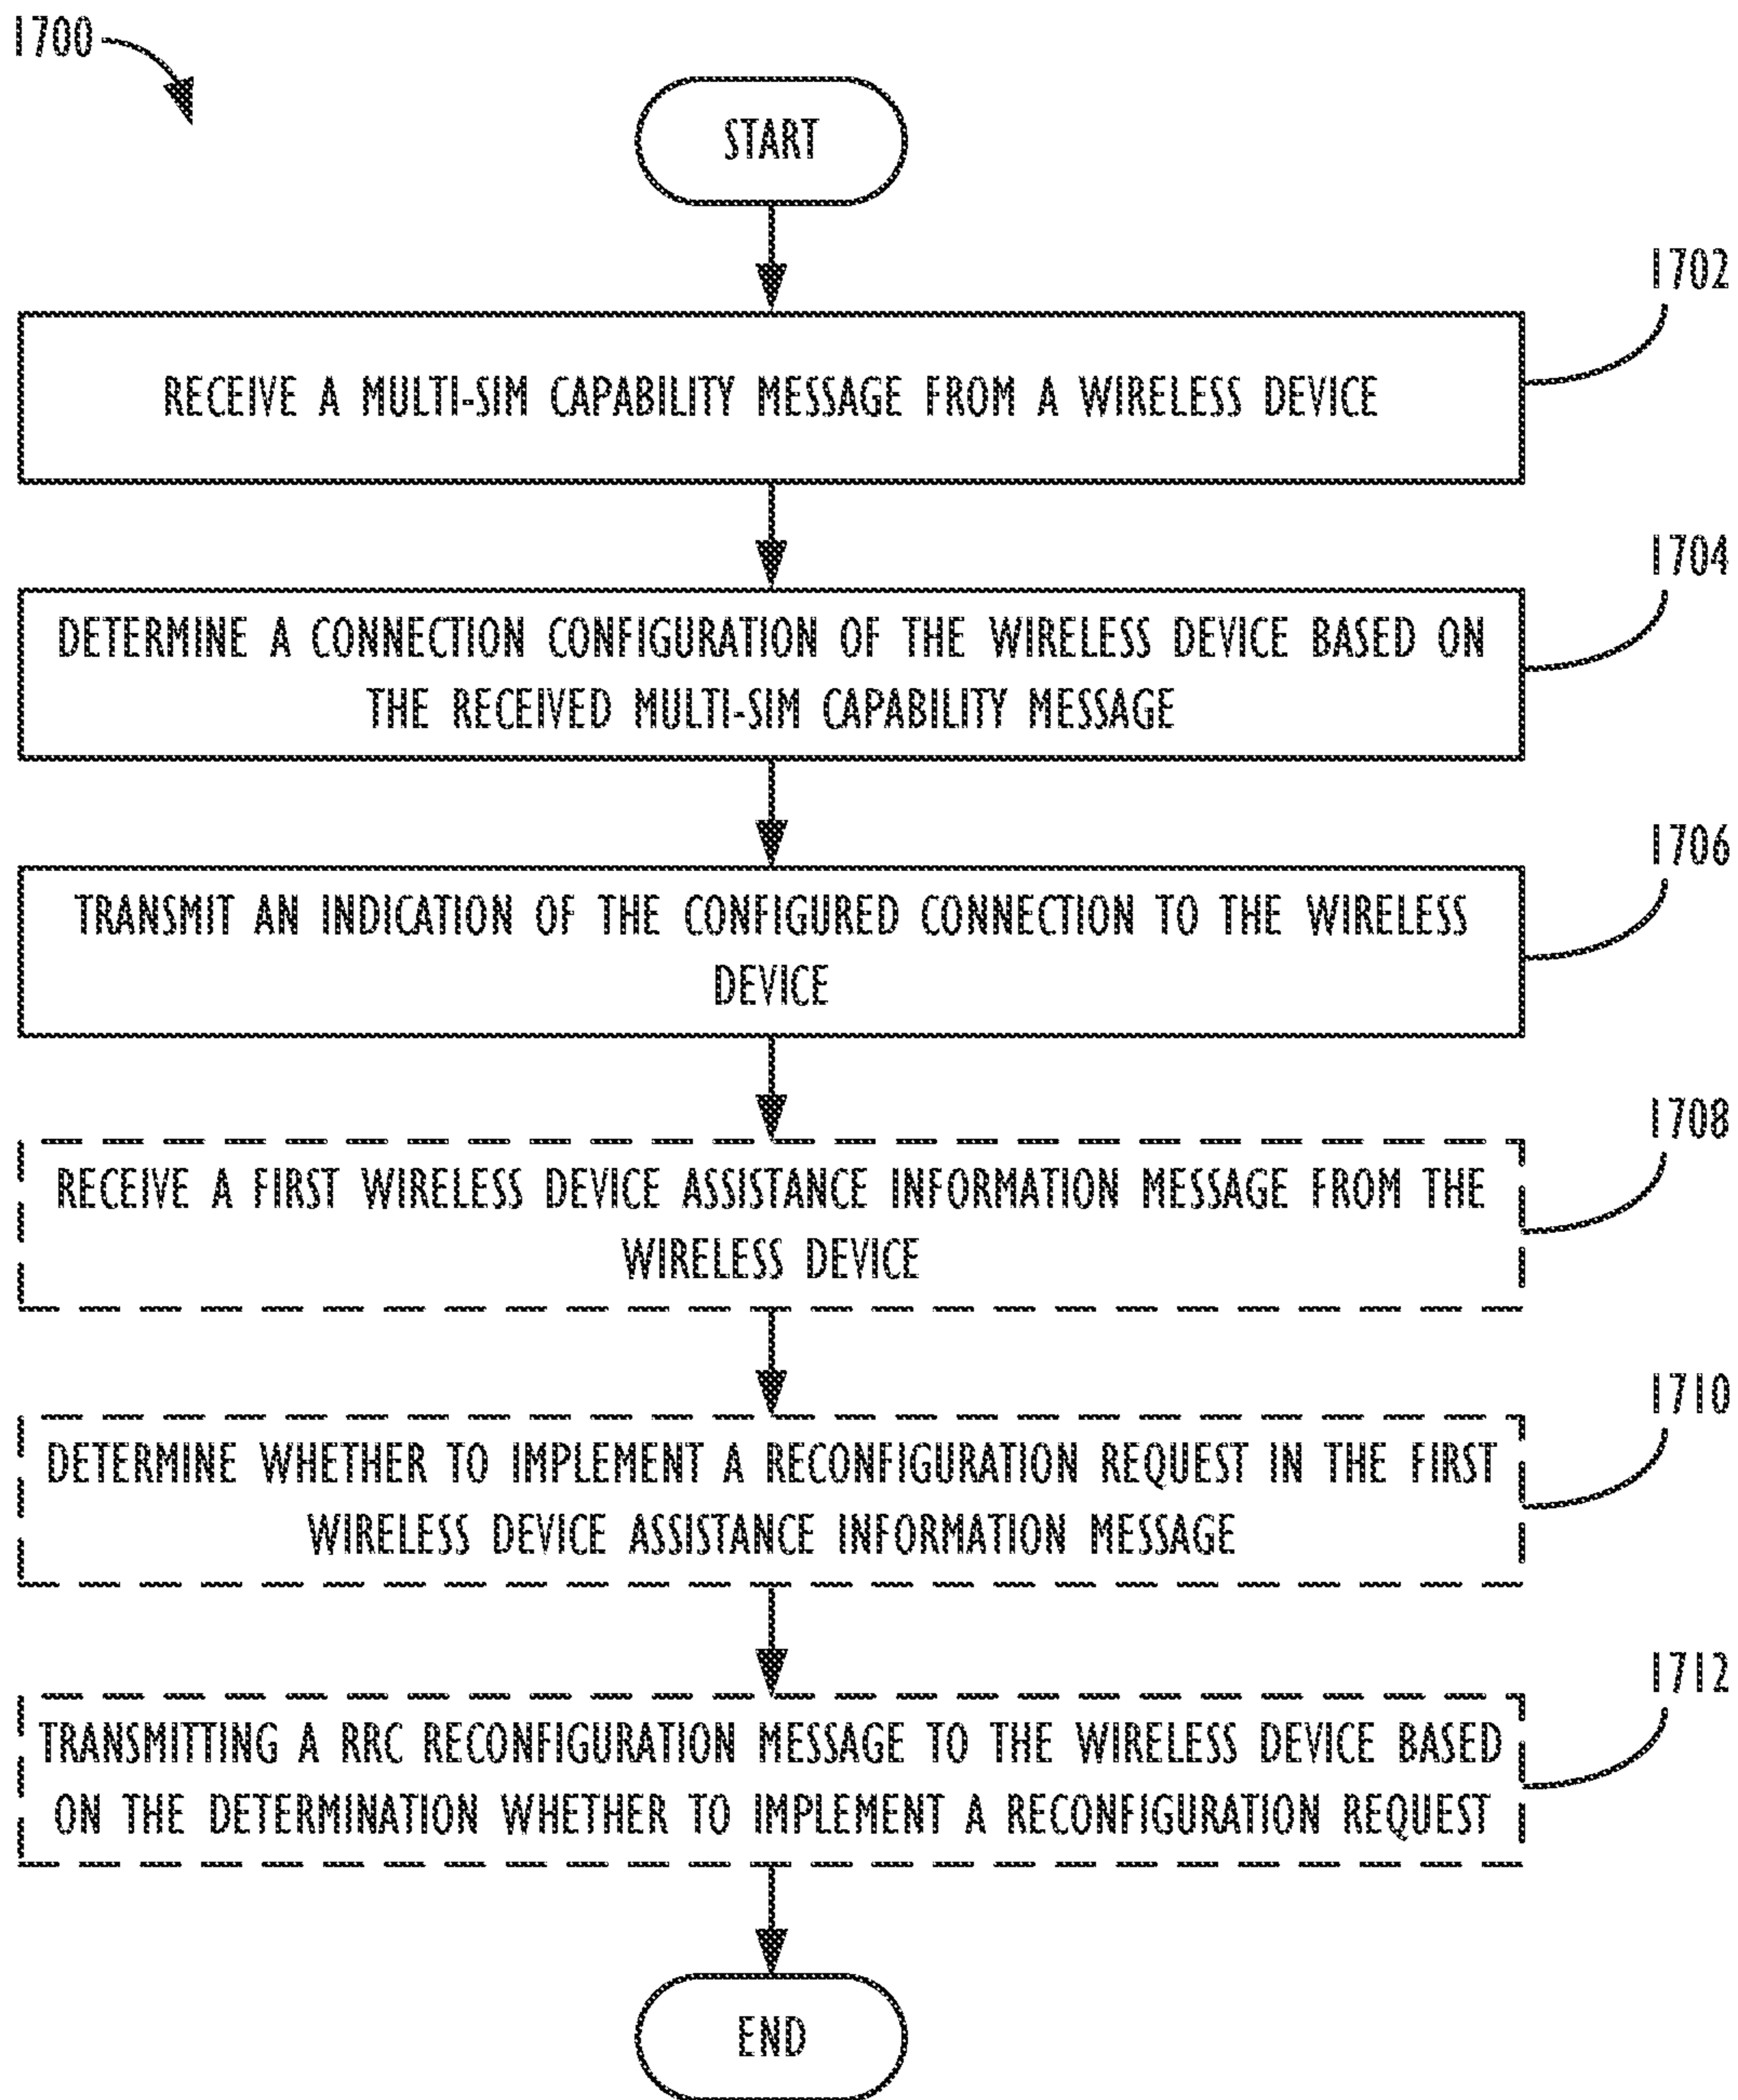 1700
START
1702
RECEIVE A MULTI-SIM CAPABILITY MESSAGE FROM A WIRELESS DEVICE
1704
DETERMINE A CONNECTION CONFIGURATION OF THE WIRELESS DEVICE BASED ON
THE RECEIVED MULTI-SIM CAPABILITY MESSAGE
1706
TRANSMIT AN INDICATION OF THE CONFIGURED CONNECTION TO THE WIRELESS
DEVICE
1708
RECEIVE A FIRST WIRELESS DEVICE ASSISTANCE INFORMATION MESSAGE FROM THE
WIRELESS DEVICE
1710
DETERMINE WHETHER TO IMPLEMENT A RECONFIGURATION REQUEST IN THE FIRST
WIRELESS DEVICE ASSISTANCE INFORMATION MESSAGE
1712
TRANSMITTING A RRC RECONFIGURATION MESSAGE TO THE WIRELESS DEVICE BASED
ON THE DETERMINATION WHETHER TO IMPLEMENT A RECONFIGURATION REQUEST
END